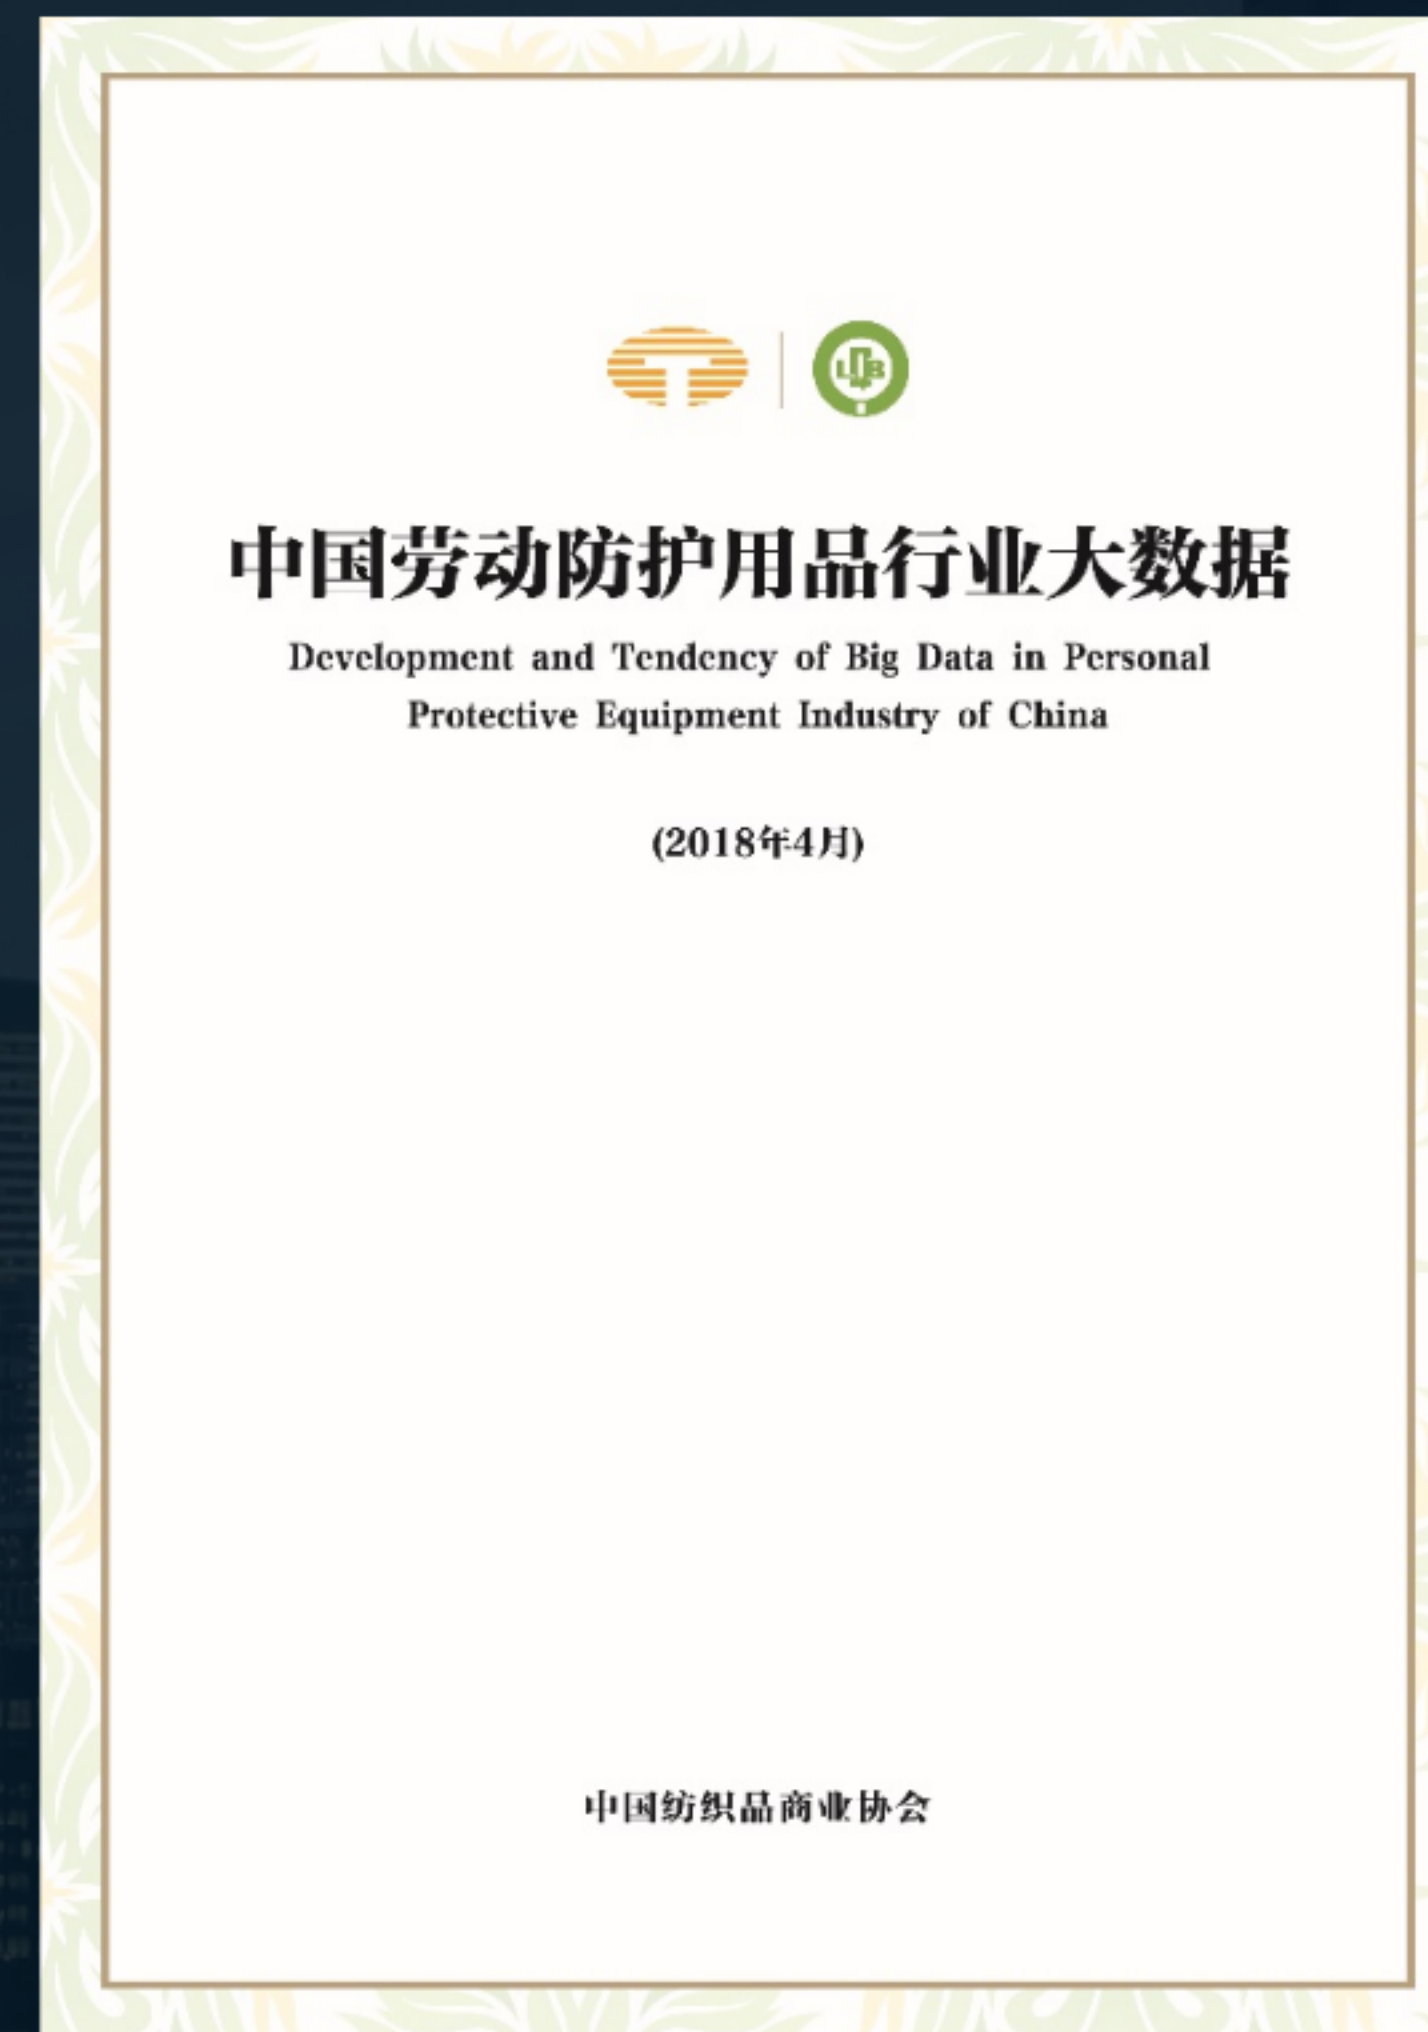 LDB
中国劳动防护用品行业大数据
Development and Tendency of Big Data in Personal
Protective Equipment Industry of China
(2018年4月)
中国纺织品商业协会